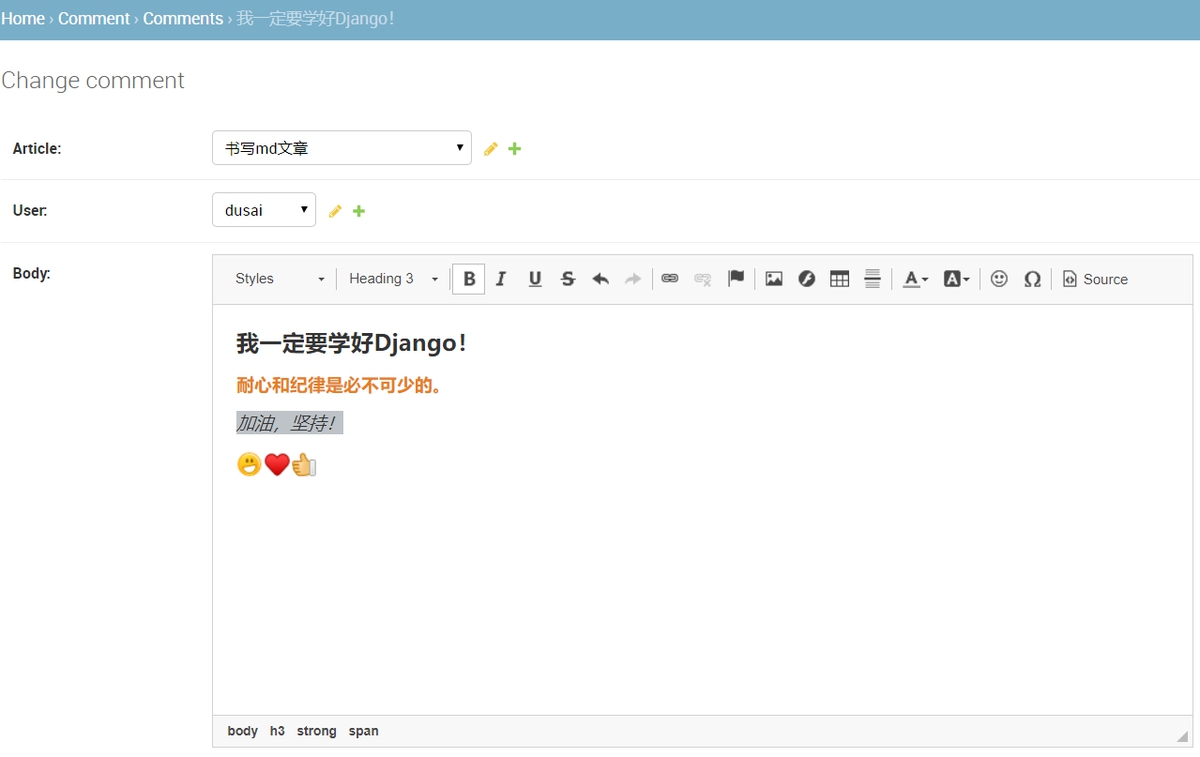 Home › Comment › Comments › 我一定要学好Django！
Change comment
Article:
书写md文章
User:
dusai
Body:
Styles Heading 3 B I U S A A Ω Source
我一定要学好Django！
耐心和纪律是必不可少的。
加油，坚持！
body h3 strong span